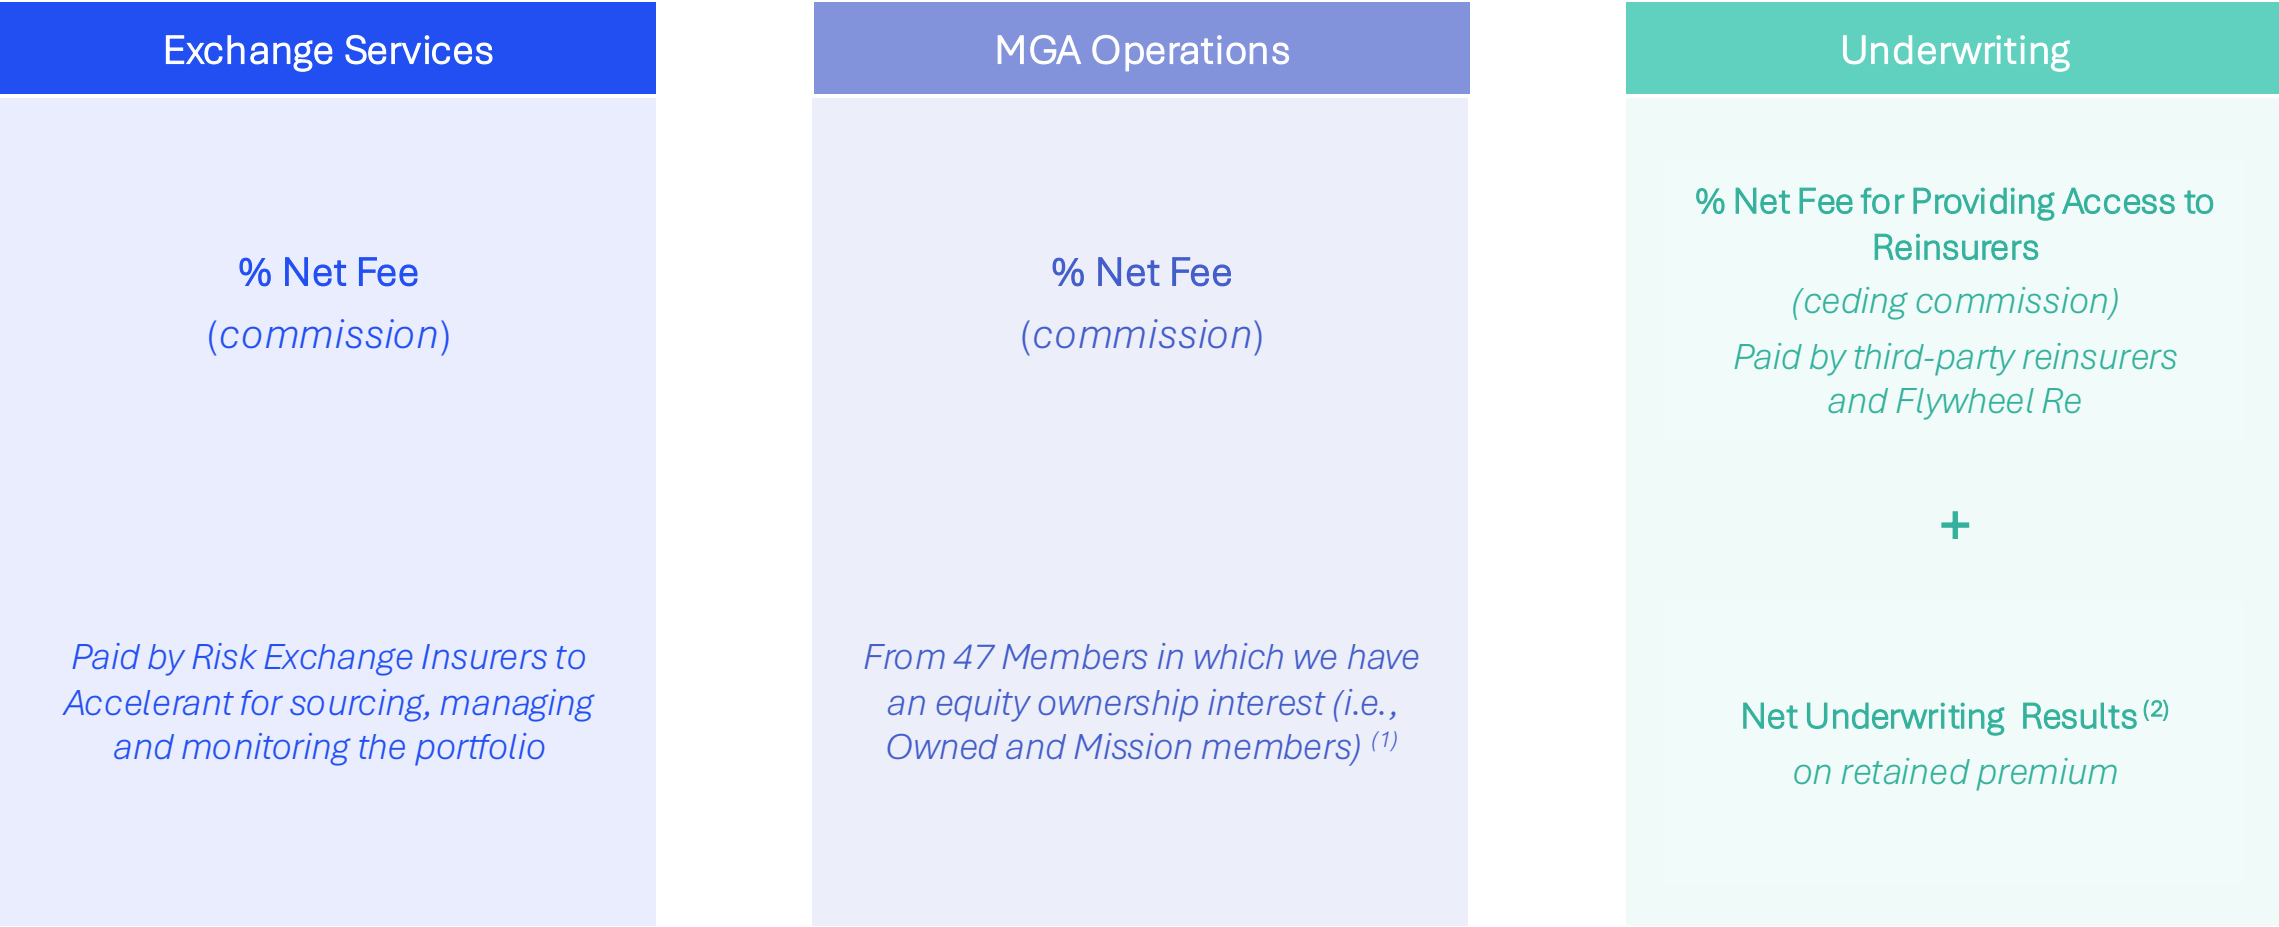 Exchange Services
% Net Fee
(commission)
Paid by Risk Exchange Insurers to
Accelerant for sourcing, managing
and monitoring the portfolio
MGA Operations
% Net Fee
(commission)
From 47 Members in which we have
an equity ownership interest (i.e.,
Owned and Mission members) (1)
Underwriting
% Net Fee for Providing Access to
Reinsurers
(ceding commission)
Paid by third-party reinsurers
and Flywheel Re
+
Net Underwriting Results (2)
on retained premium